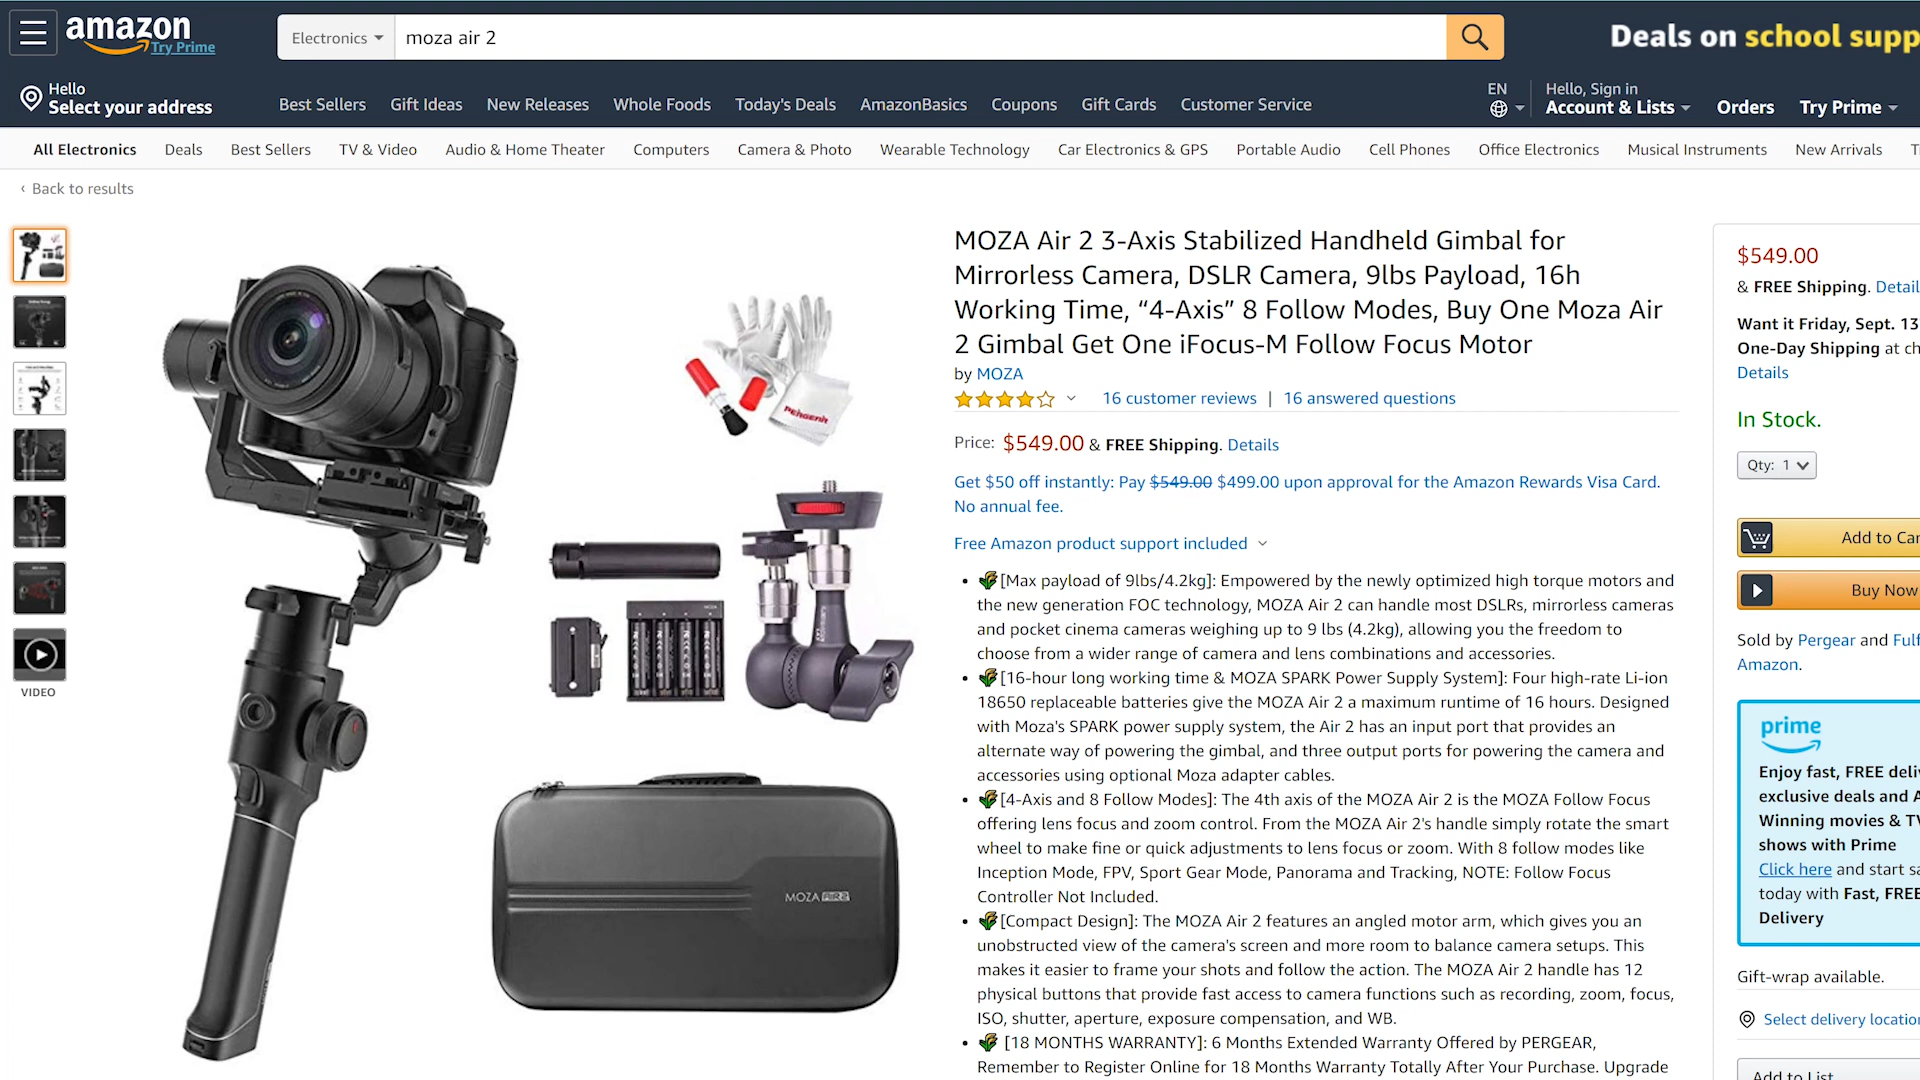 amazon
Try Prime
Electronics
moza air 2
Deals on school supp
Hello
Select your address
Best Sellers Gift Ideas New Releases Whole Foods Today's Deals AmazonBasics Coupons Gift Cards Customer Service
EN
Hello, Sign in
Account & Lists
Orders
Try Prime
All Electronics Deals Best Sellers TV & Video Audio & Home Theater Computers Camera & Photo Wearable Technology Car Electronics & GPS Portable Audio Cell Phones Office Electronics Musical Instruments New Arrivals T
‹ Back to results
VIDEO
PERGEAR
MOZA AIR2
MOZA Air 2 3-Axis Stabilized Handheld Gimbal for
Mirrorless Camera, DSLR Camera, 9lbs Payload, 16h
Working Time, “4-Axis” 8 Follow Modes, Buy One Moza Air
2 Gimbal Get One iFocus-M Follow Focus Motor
by MOZA
16 customer reviews | 16 answered questions
Price: $549.00 & FREE Shipping. Details
Get $50 off instantly: Pay $549.00 $499.00 upon approval for the Amazon Rewards Visa Card.
No annual fee.
Free Amazon product support included
• [Max payload of 9lbs/4.2kg]: Empowered by the newly optimized high torque motors and
the new generation FOC technology, MOZA Air 2 can handle most DSLRs, mirrorless cameras
and pocket cinema cameras weighing up to 9 lbs (4.2kg), allowing you the freedom to
choose from a wider range of camera and lens combinations and accessories.
• [16-hour long working time & MOZA SPARK Power Supply System]: Four high-rate Li-ion
18650 replaceable batteries give the MOZA Air 2 a maximum runtime of 16 hours. Designed
with Moza's SPARK power supply system, the Air 2 has an input port that provides an
alternate way of powering the gimbal, and three output ports for powering the camera and
accessories using optional Moza adapter cables.
• [4-Axis and 8 Follow Modes]: The 4th axis of the MOZA Air 2 is the MOZA Follow Focus
offering lens focus and zoom control. From the MOZA Air 2's handle simply rotate the smart
wheel to make fine or quick adjustments to lens focus or zoom. With 8 follow modes like
Inception Mode, FPV, Sport Gear Mode, Panorama and Tracking, NOTE: Follow Focus
Controller Not Included.
• [Compact Design]: The MOZA Air 2 features an angled motor arm, which gives you an
unobstructed view of the camera's screen and more room to balance camera setups. This
makes it easier to frame your shots and follow the action. The MOZA Air 2 handle has 12
physical buttons that provide fast access to camera functions such as recording, zoom, focus,
ISO, shutter, aperture, exposure compensation, and WB.
• [18 MONTHS WARRANTY]: 6 Months Extended Warranty Offered by PERGEAR,
Remember to Register Online for 18 Months Warranty Totally After Your Purchase. Upgrade
$549.00
& FREE Shipping. Detail
Want it Friday, Sept. 13
One-Day Shipping at ch
Details
In Stock.
Qty: 1
Add to Car
Buy Now
Sold by Pergear and Fulf
Amazon.
prime
Enjoy fast, FREE deliv
exclusive deals and A
Winning movies & TV
shows with Prime
Click here and start sa
today with Fast, FREE
Delivery
Gift-wrap available.
Select delivery location
Add to List